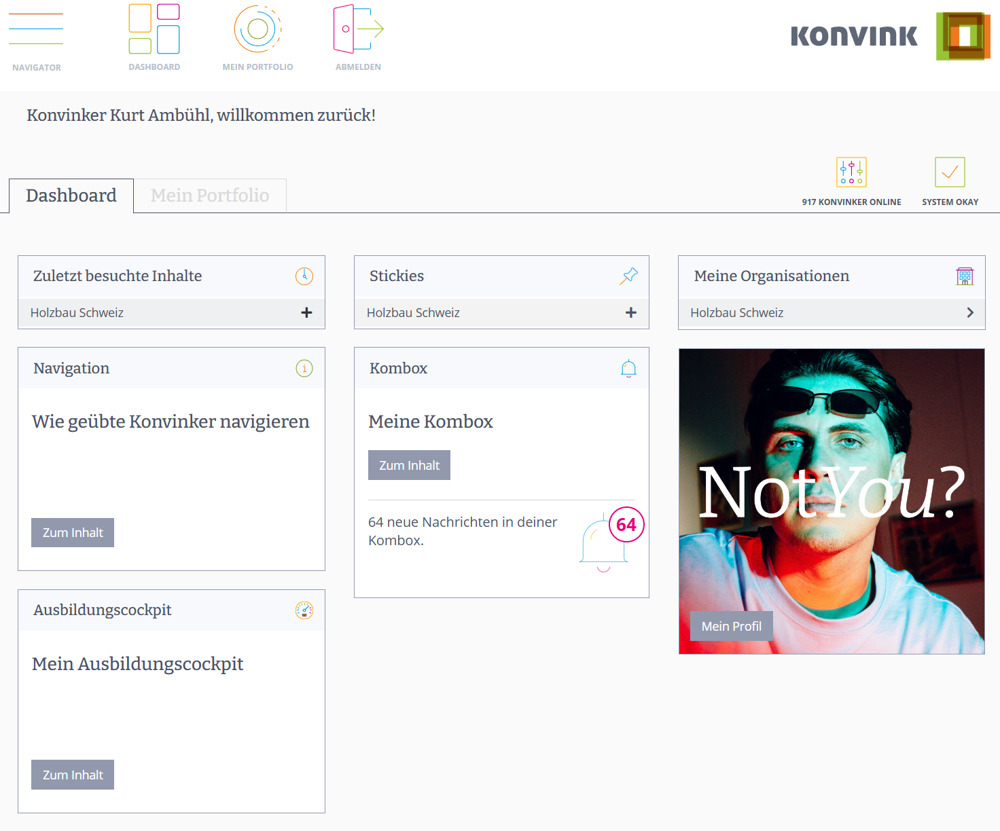 NAVIGATOR
DASHBOARD
MEIN PORTFOLIO
ABMELDEN
KONVINK
Konvinker Kurt Ambühl, willkommen zurück!
Dashboard
Mein Portfolio
917 KONVINKER ONLINE
SYSTEM OKAY
Zuletzt besuchte Inhalte
Holzbau Schweiz
Stickies
Holzbau Schweiz
Meine Organisationen
Holzbau Schweiz
Navigation
Wie geübte Konvinker navigieren
Zum Inhalt
Kombox
Meine Kombox
Zum Inhalt
64 neue Nachrichten in deiner
Kombox.
64
NotYou?
Mein Profil
Ausbildungscockpit
Mein Ausbildungscockpit
Zum Inhalt